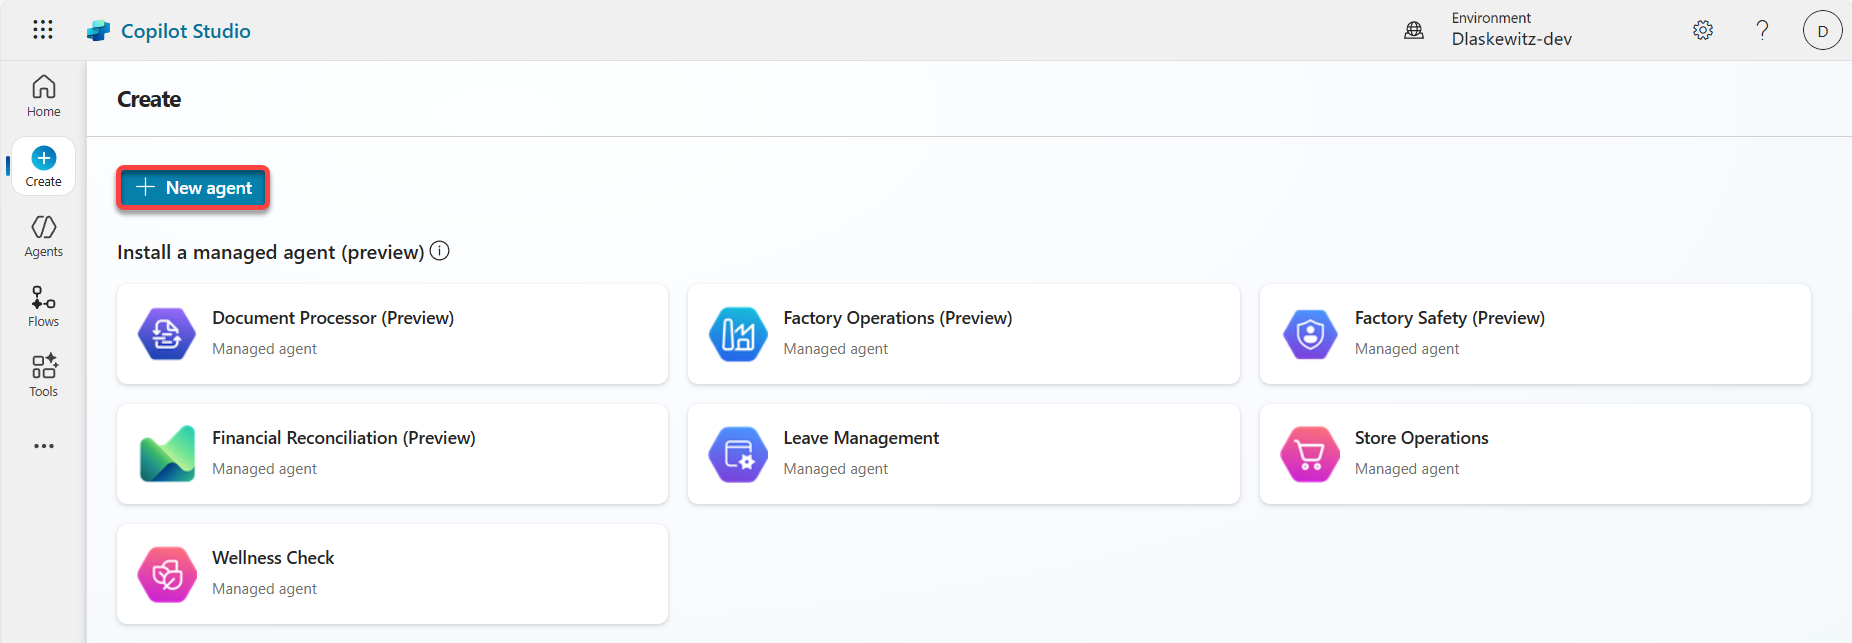 Copilot Studio
Environment
Dlaskewitz-dev
?
D
Home
Create
Agents
Flows
Tools
Create
New agent
Install a managed agent (preview)
Document Processor (Preview)
Managed agent
Factory Operations (Preview)
Managed agent
Factory Safety (Preview)
Managed agent
Financial Reconciliation (Preview)
Managed agent
Leave Management
Managed agent
Store Operations
Managed agent
Wellness Check
Managed agent